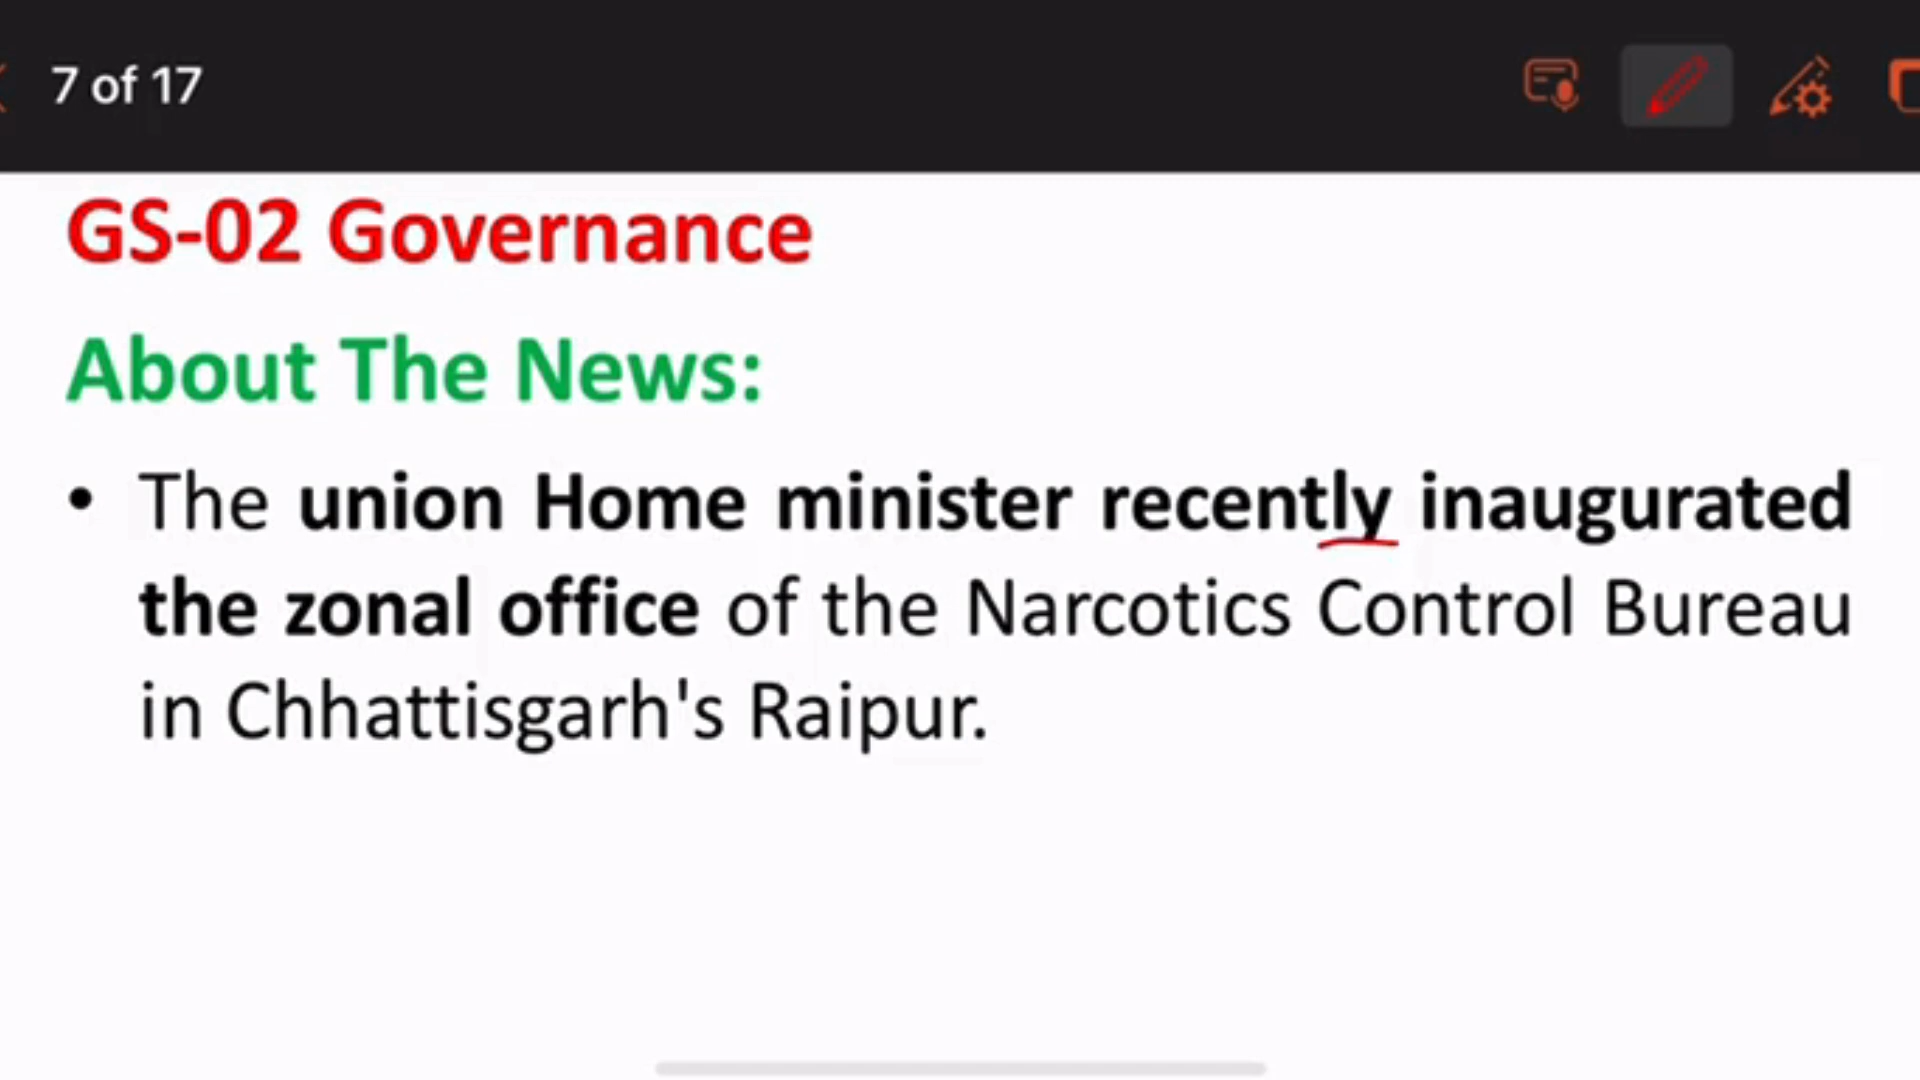 7 of 17
GS-02 Governance
About The News:
• The union Home minister recently inaugurated
the zonal office of the Narcotics Control Bureau
in Chhattisgarh's Raipur.